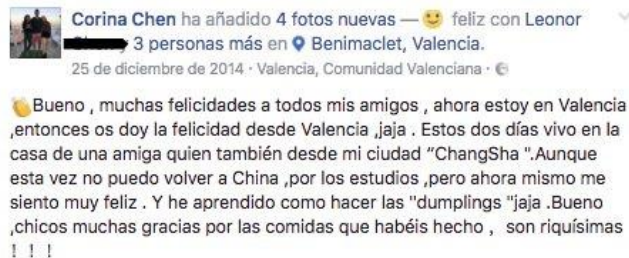 Corina Chen ha añadido 4 fotos nuevas — feliz con Leonor
y 3 personas más en Benimaclet, Valencia.
25 de diciembre de 2014 · Valencia, Comunidad Valenciana ·
Bueno , muchas felicidades a todos mis amigos , ahora estoy en Valencia
,entonces os doy la felicidad desde Valencia ,jaja . Estos dos días vivo en la
casa de una amiga quien también desde mi ciudad “ChangSha ".Aunque
esta vez no puedo volver a China ,por los estudios ,pero ahora mismo me
siento muy feliz . Y he aprendido como hacer las "dumplings "jaja .Bueno
,chicos muchas gracias por las comidas que habéis hecho , son riquísimas
! ! !